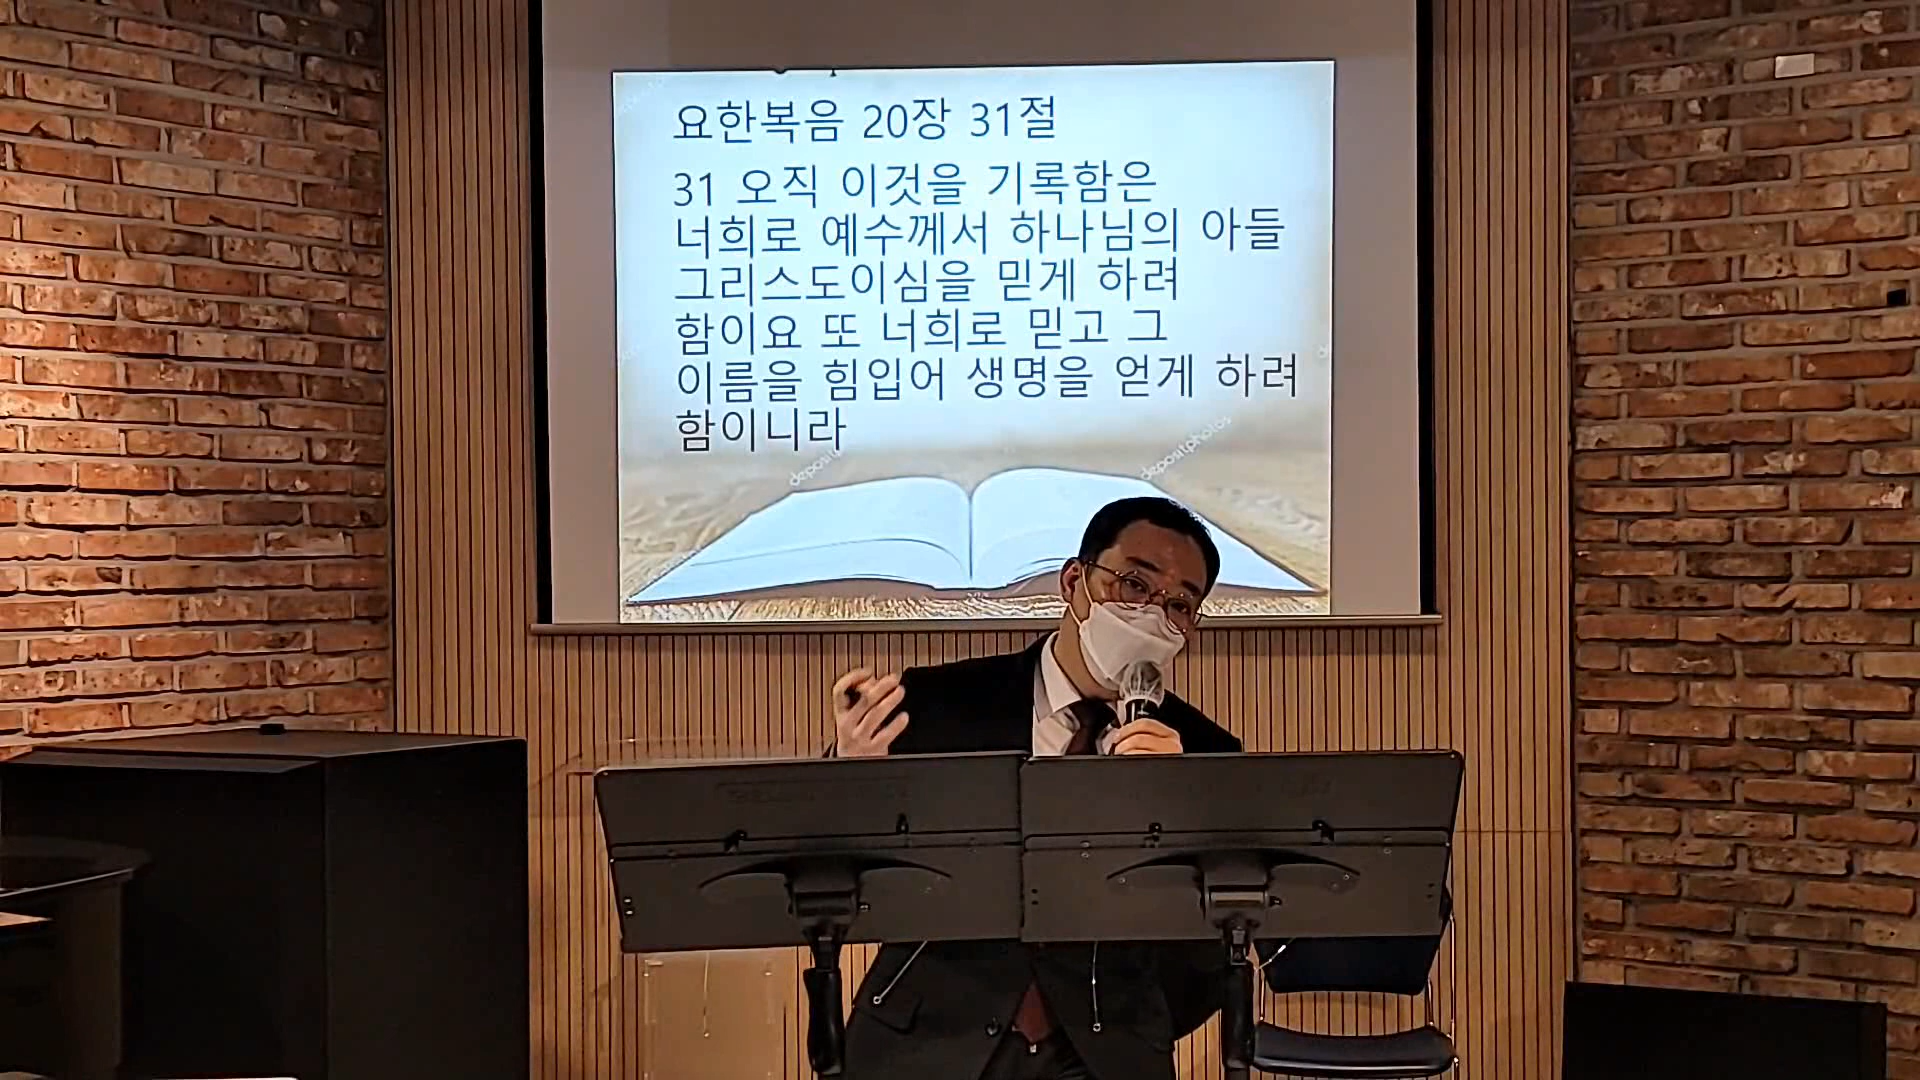 요한복음 20장 31절
31 오직 이것을 기록함은
너희로 예수께서 하나님의 아들
그리스도이심을 믿게 하려
함이요 또 너희로 믿고 그
이름을 힘입어 생명을 얻게 하려
함이니라
depositphotos